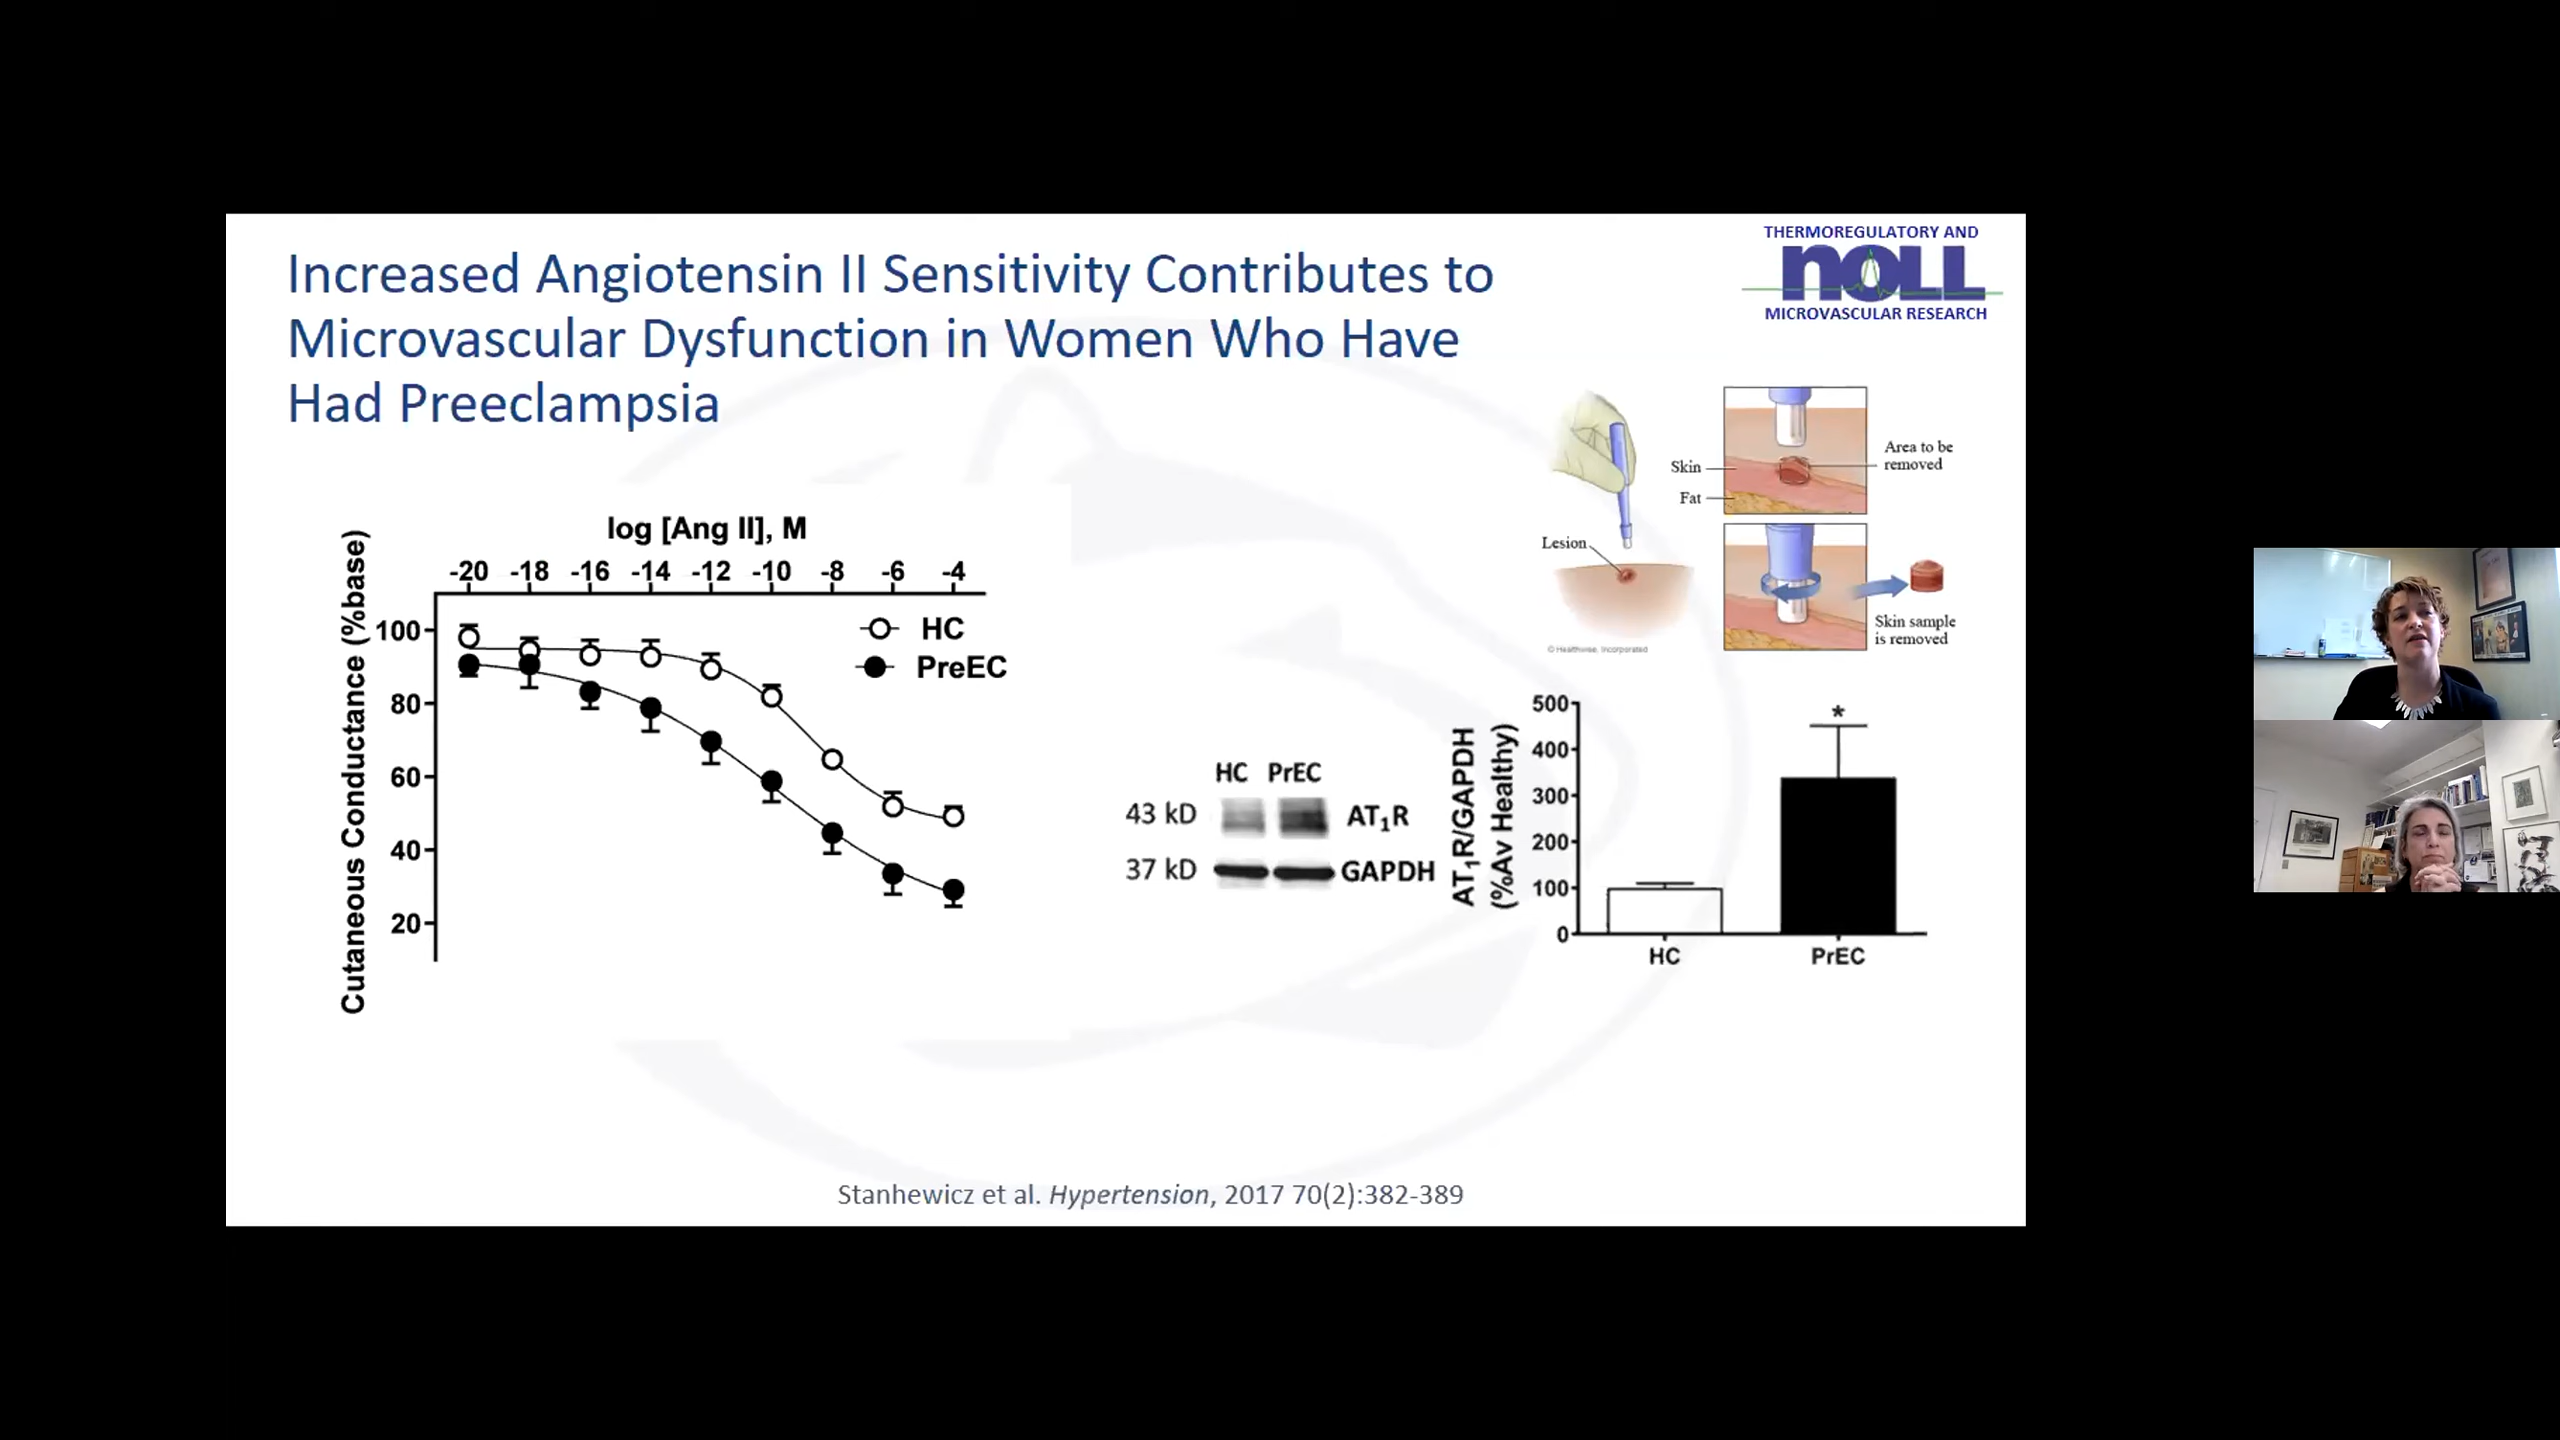 THERMOREGULATORY AND
nOLL
MICROVASCULAR RESEARCH
Increased Angiotensin II Sensitivity Contributes to
Microvascular Dysfunction in Women Who Have
Had Preeclampsia
log [Ang II], M
-20 -18 -16 -14 -12 -10 -8 -6 -4
Cutaneous Conductance (%base)
100
80
60
40
20
HC
PreEC
Skin
Fat
Area to be
removed
Lesion
Skin sample
is removed
© Healthwise, Incorporated
HC PrEC
43 kD AT₁R
37 kD GAPDH
AT₁R/GAPDH
(%Av Healthy)
500
400
300
200
100
0
*
HC PrEC
Stanhewicz et al. Hypertension, 2017 70(2):382-389